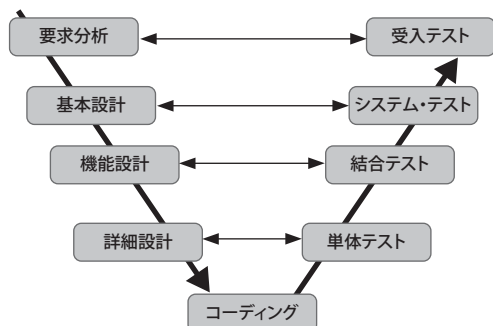 要求分析
受入テスト
基本設計
システム・テスト
機能設計
結合テスト
詳細設計
単体テスト
コーディング